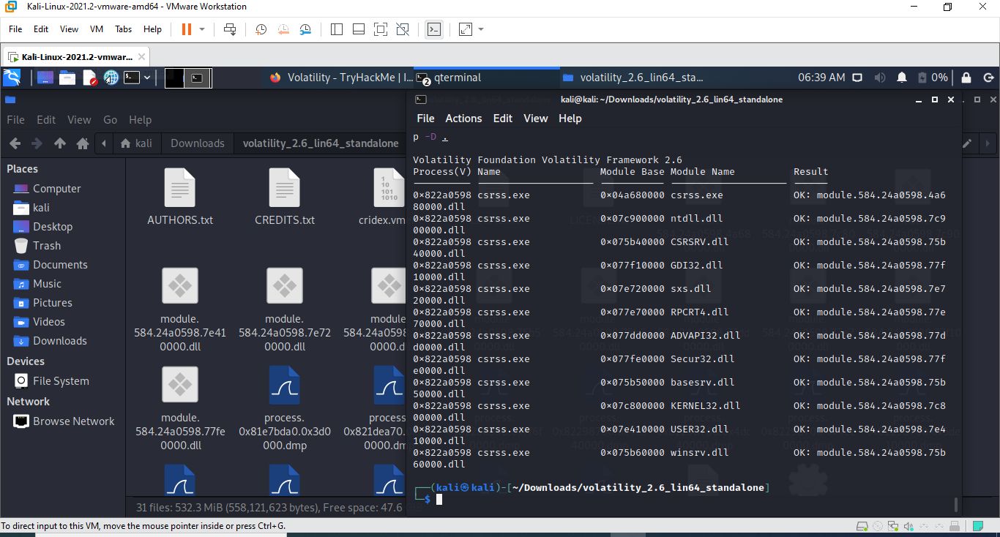 Kali-Linux-2021.2-vmware-amd64 - VMware Workstation
File Edit View VM Tabs Help
Kali-Linux-2021.2-vmwar...
Volatility - TryHackMe | I...
2 qterminal
volatility_2.6_lin64_sta...
06:39 AM
0%
File Edit View Go Help
kali Downloads volatility_2.6_lin64_standalone
Places
Computer
kali
Desktop
Trash
Documents
Music
Pictures
Videos
Downloads
Devices
File System
Network
Browse Network
AUTHORS.txt
CREDITS.txt
1
10
101
1010
cridex.vm
module.
584.24a0598.7e41
0000.dll
module.
584.24a0598.7e72
0000.dll
module
584.24a0598
0000.dll
module.
584.24a0598.77fe
0000.dll
process.
0x81e7bda0.0x3d0
000.dmp
process
0x821dea70.
0000.dm
31 files: 532.3 MiB (558,121,623 bytes), Free space: 47.6
kali@kali: ~/Downloads/volatility_2.6_lin64_standalone
File Actions Edit View Help
p -D .
Volatility Foundation Volatility Framework 2.6
Process(V) Name Module Base Module Name Result
0×822a0598 csrss.exe 0×04a680000 csrss.exe OK: module.584.24a0598.4a6
80000.dll
0×822a0598 csrss.exe 0×07c900000 ntdll.dll OK: module.584.24a0598.7c9
00000.dll
0×822a0598 csrss.exe 0×075b40000 CSRSRV.dll OK: module.584.24a0598.75b
40000.dll
0×822a0598 csrss.exe 0×077f10000 GDI32.dll OK: module.584.24a0598.77f
10000.dll
0×822a0598 csrss.exe 0×07e720000 sxs.dll OK: module.584.24a0598.7e7
20000.dll
0×822a0598 csrss.exe 0×077e70000 RPCRT4.dll OK: module.584.24a0598.77e
70000.dll
0×822a0598 csrss.exe 0×077dd0000 ADVAPI32.dll OK: module.584.24a0598.77d
d0000.dll
0×822a0598 csrss.exe 0×077fe0000 Secur32.dll OK: module.584.24a0598.77f
e0000.dll
0×822a0598 csrss.exe 0×075b50000 basesrv.dll OK: module.584.24a0598.75b
50000.dll
0×822a0598 csrss.exe 0×07c800000 KERNEL32.dll OK: module.584.24a0598.7c8
00000.dll
0×822a0598 csrss.exe 0×07e410000 USER32.dll OK: module.584.24a0598.7e4
10000.dll
0×822a0598 csrss.exe 0×075b60000 winsrv.dll OK: module.584.24a0598.75b
60000.dll
┌──(kali㉿kali)-[~/Downloads/volatility_2.6_lin64_standalone]
└─$
To direct input to this VM, move the mouse pointer inside or press Ctrl+G.